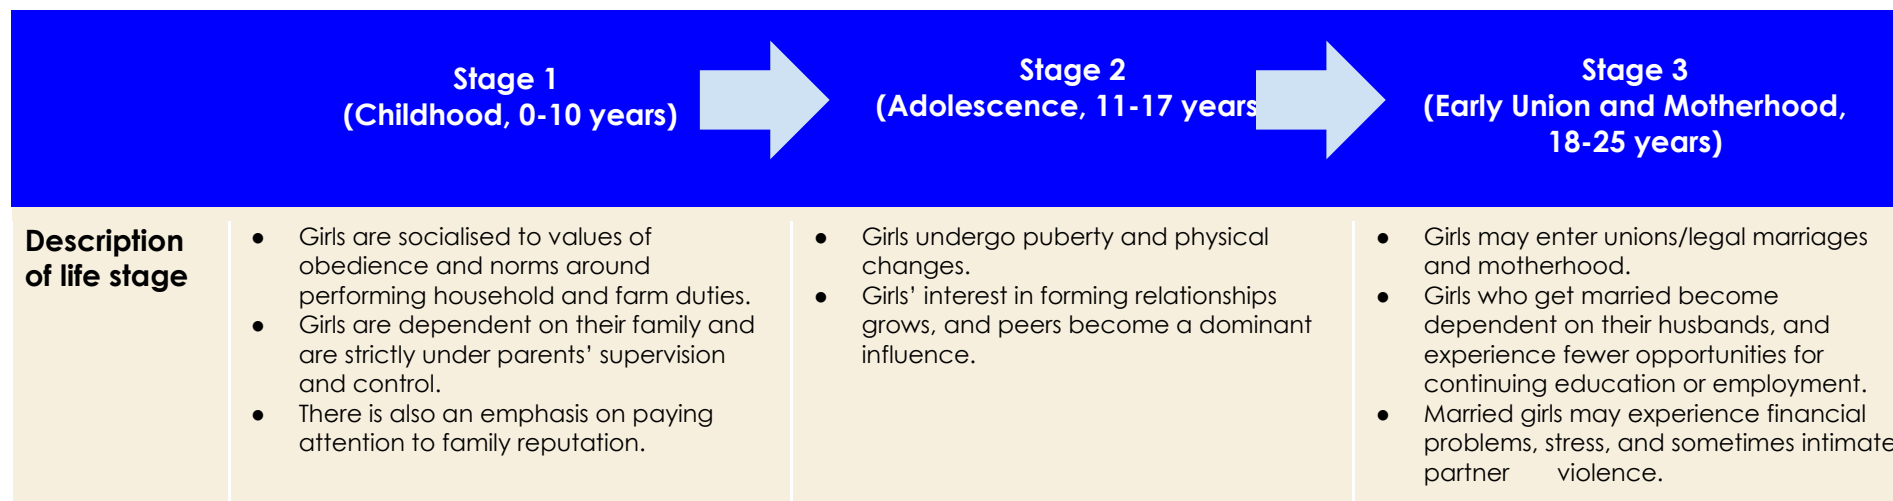 Stage 1
(Childhood, 0-10 years)
Stage 2
(Adolescence, 11-17 years
Stage 3
(Early Union and Motherhood,
18-25 years)
Description
of life stage
● Girls are socialised to values of
obedience and norms around
performing household and farm duties.
● Girls are dependent on their family and
are strictly under parents’ supervision
and control.
● There is also an emphasis on paying
attention to family reputation.
● Girls undergo puberty and physical
changes.
● Girls’ interest in forming relationships
grows, and peers become a dominant
influence.
● Girls may enter unions/legal marriages
and motherhood.
● Girls who get married become
dependent on their husbands, and
experience fewer opportunities for
continuing education or employment.
● Married girls may experience financial
problems, stress, and sometimes intimate
partner violence.